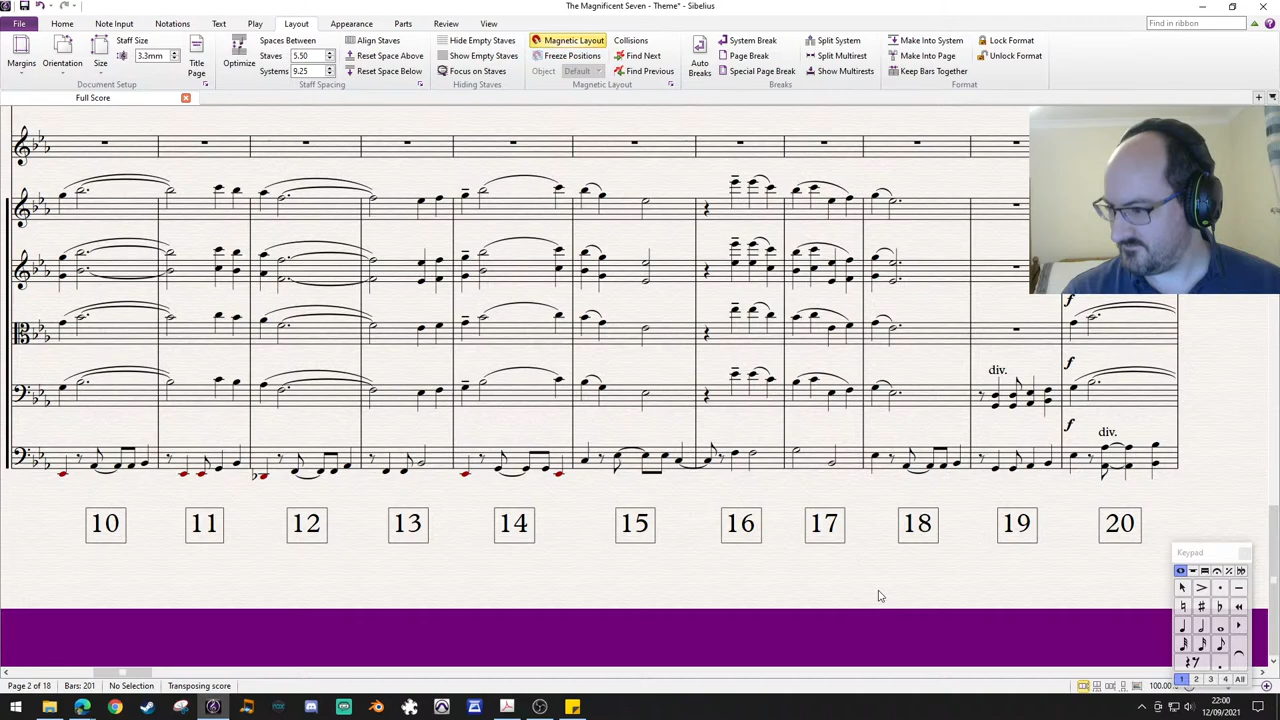 The Magnificent Seven - Theme* - Sibelius
File Home Note Input Notations Text Play Layout Appearance Parts Review View Find in ribbon
Margins Orientation Size Staff Size 3.3mm Title Page Document Setup
Optimize Spaces Between Staves 5.50 Systems 9.25 Align Staves Reset Space Above Reset Space Below Staff Spacing
Hide Empty Staves Show Empty Staves Focus on Staves Hiding Staves
Magnetic Layout Freeze Positions Object Default Collisions Find Next Find Previous Magnetic Layout
Auto Breaks System Break Page Break Special Page Break Split System Split Multirest Show Multirests Breaks
Make Into System Make Into Page Keep Bars Together Lock Format Unlock Format Format
Full Score
f
div. f
f div.
10 11 12 13 14 15 16 17 18 19 20
Keypad
1 2 3 4 All
Page 2 of 18 Bars: 201 No Selection Transposing score 100.00
22:00
12/09/2021